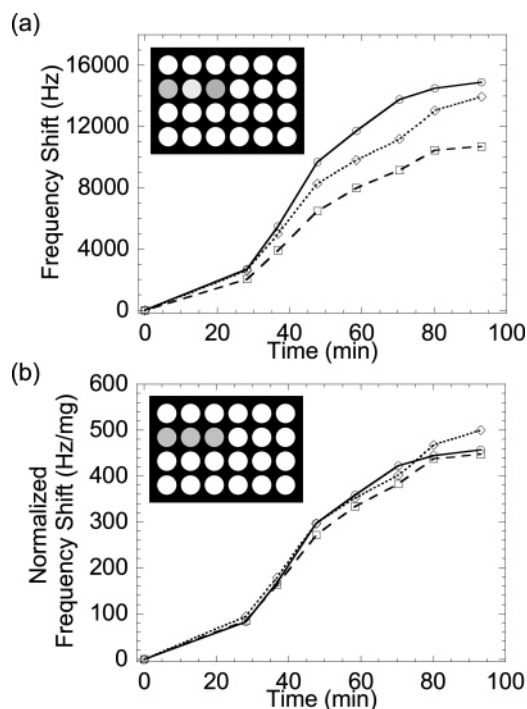 (a)
Frequency Shift (Hz)
16000
12000
8000
4000
0
0 20 40 60 80 100
Time (min)
(b)
Normalized
Frequency Shift (Hz/mg)
600
500
400
300
200
100
0
0 20 40 60 80 100
Time (min)